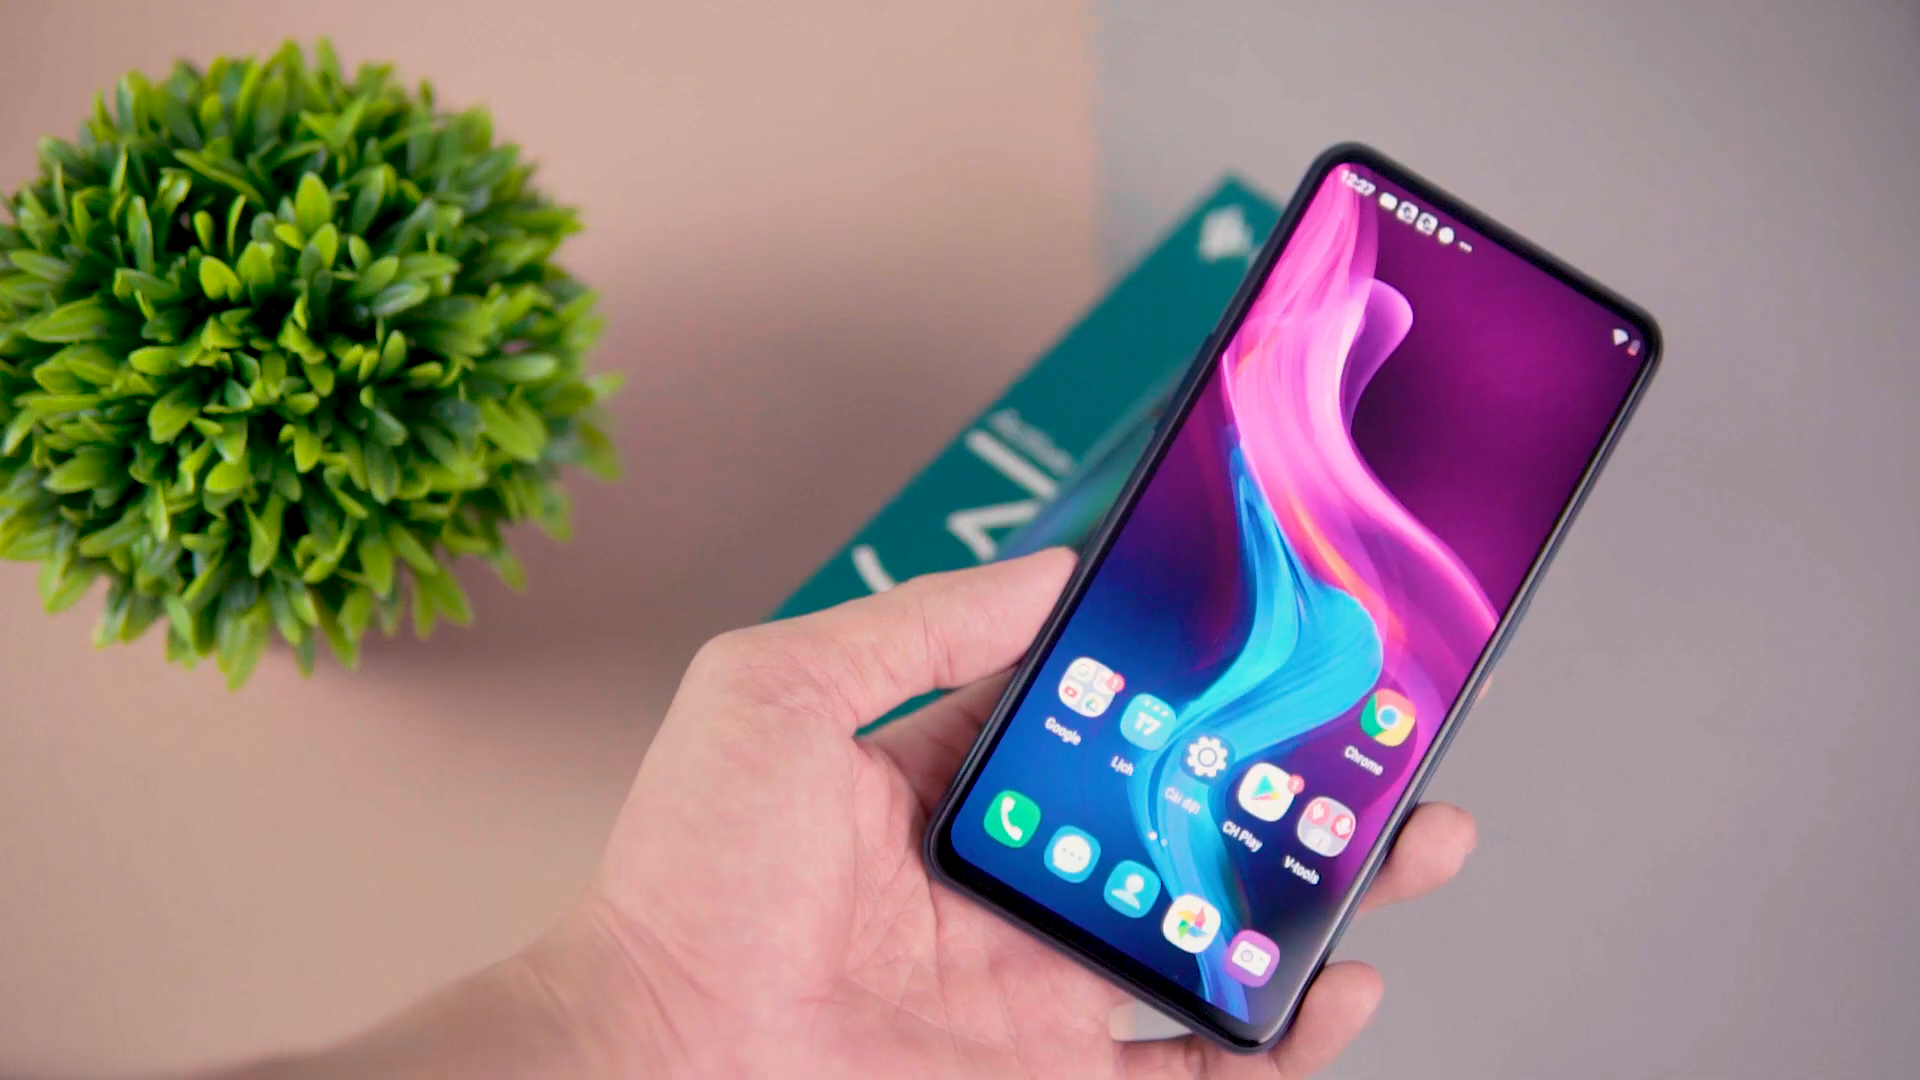 12:27
Google
17
Lịch
Cài đặt
CH Play
V-tools
Chrome